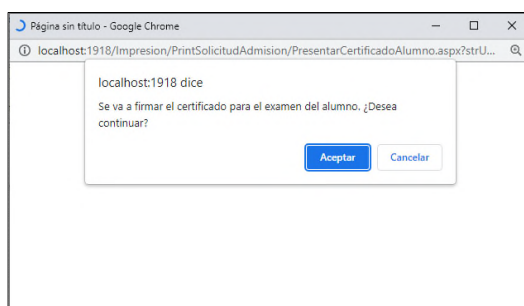 Página sin título - Google Chrome
localhost:1918/Impresion/PrintSolicitudAdmision/PresentarCertificadoAlumno.aspx?strU...
localhost:1918 dice
Se va a firmar el certificado para el examen del alumno. ¿Desea
continuar?
Aceptar Cancelar